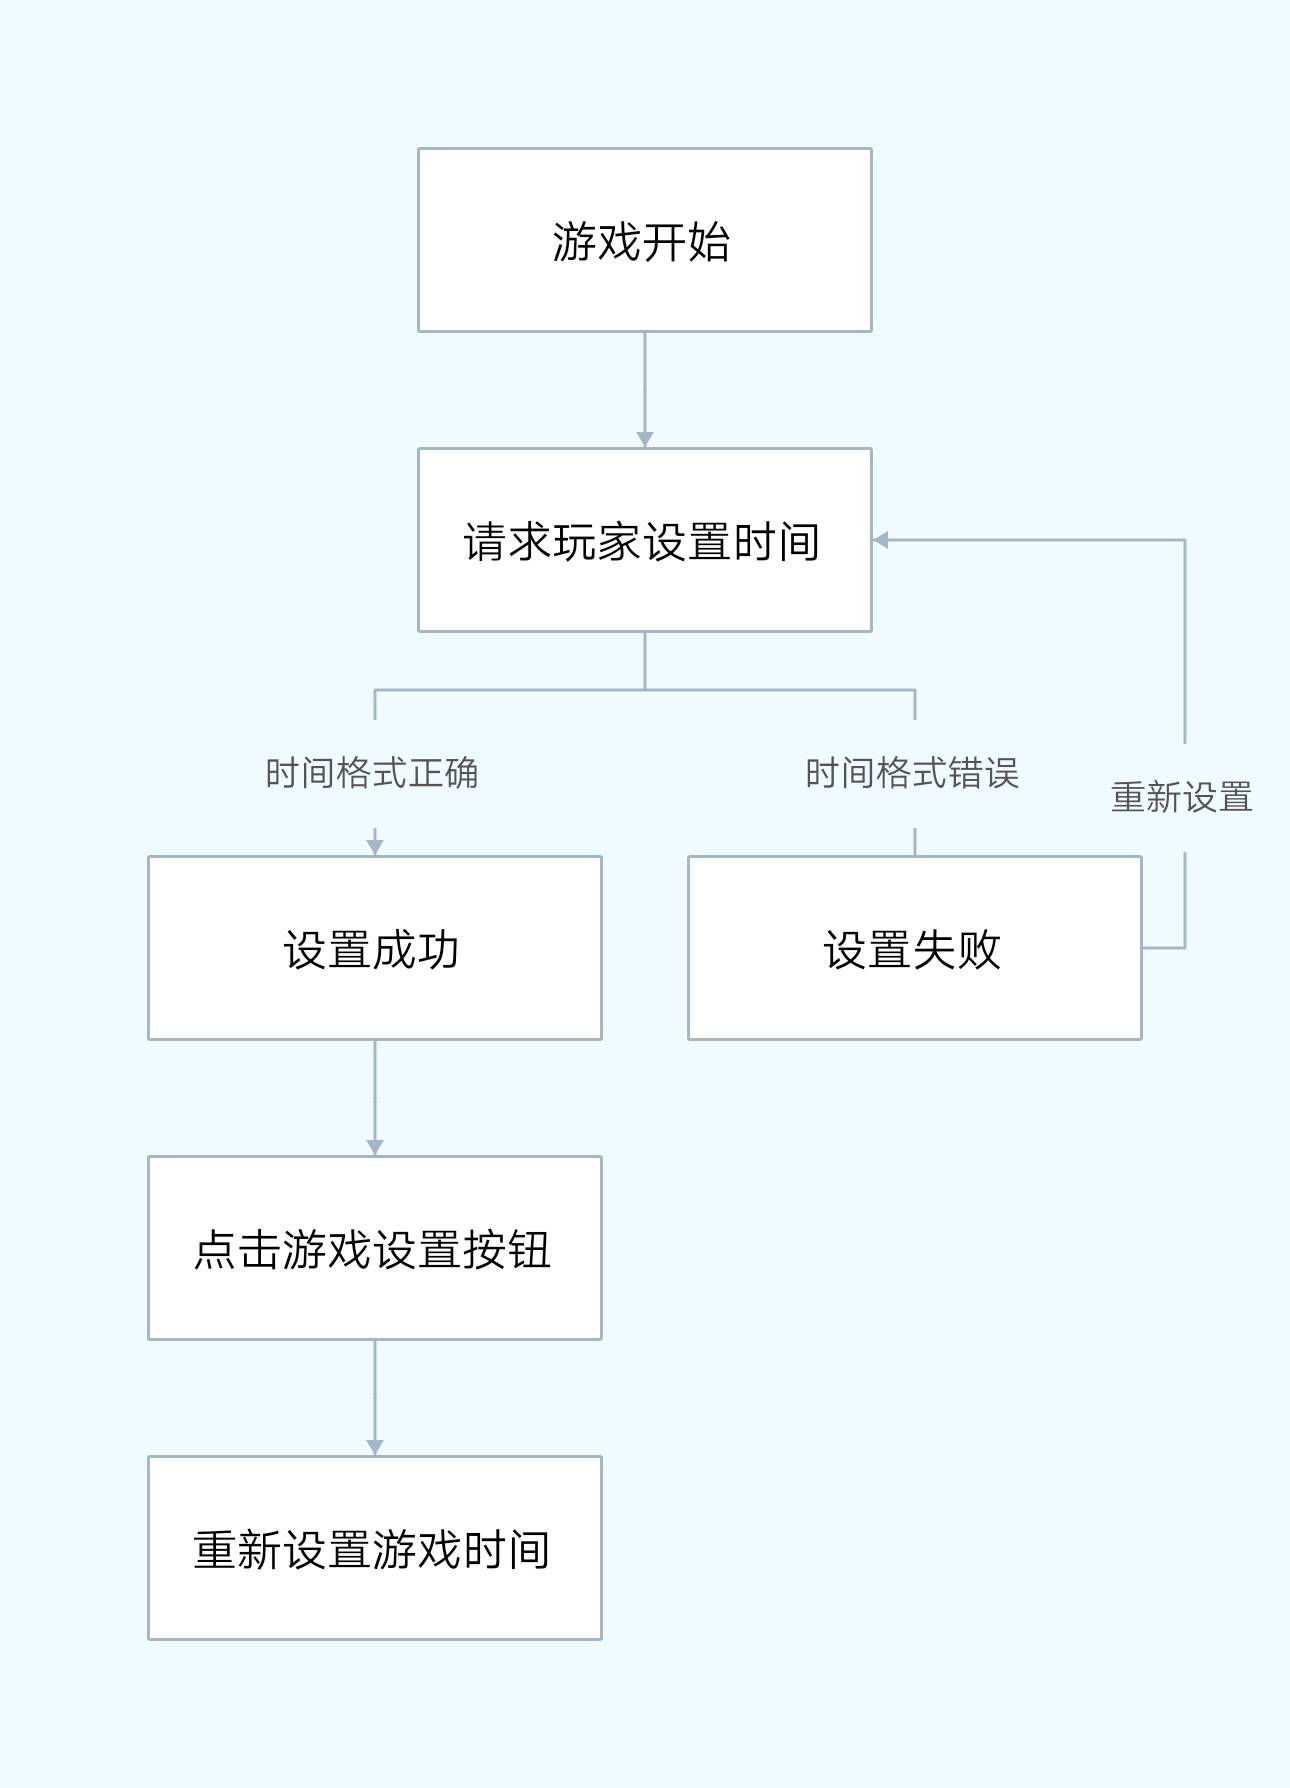 游戏开始
请求玩家设置时间
时间格式正确
时间格式错误
重新设置
设置成功
设置失败
点击游戏设置按钮
重新设置游戏时间